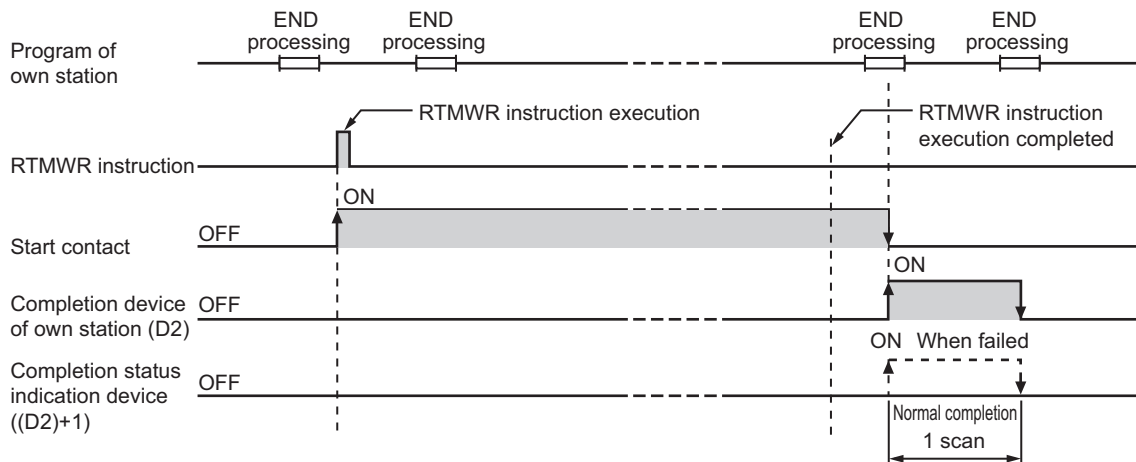 END
processing
END
processing
END
processing
END
processing
Program of
own station
RTMWR instruction execution
RTMWR instruction
execution completed
RTMWR instruction
ON
Start contact
OFF
ON
Completion device
of own station (D2)
OFF
ON When failed
Completion status
indication device
((D2)+1)
OFF
Normal completion
1 scan